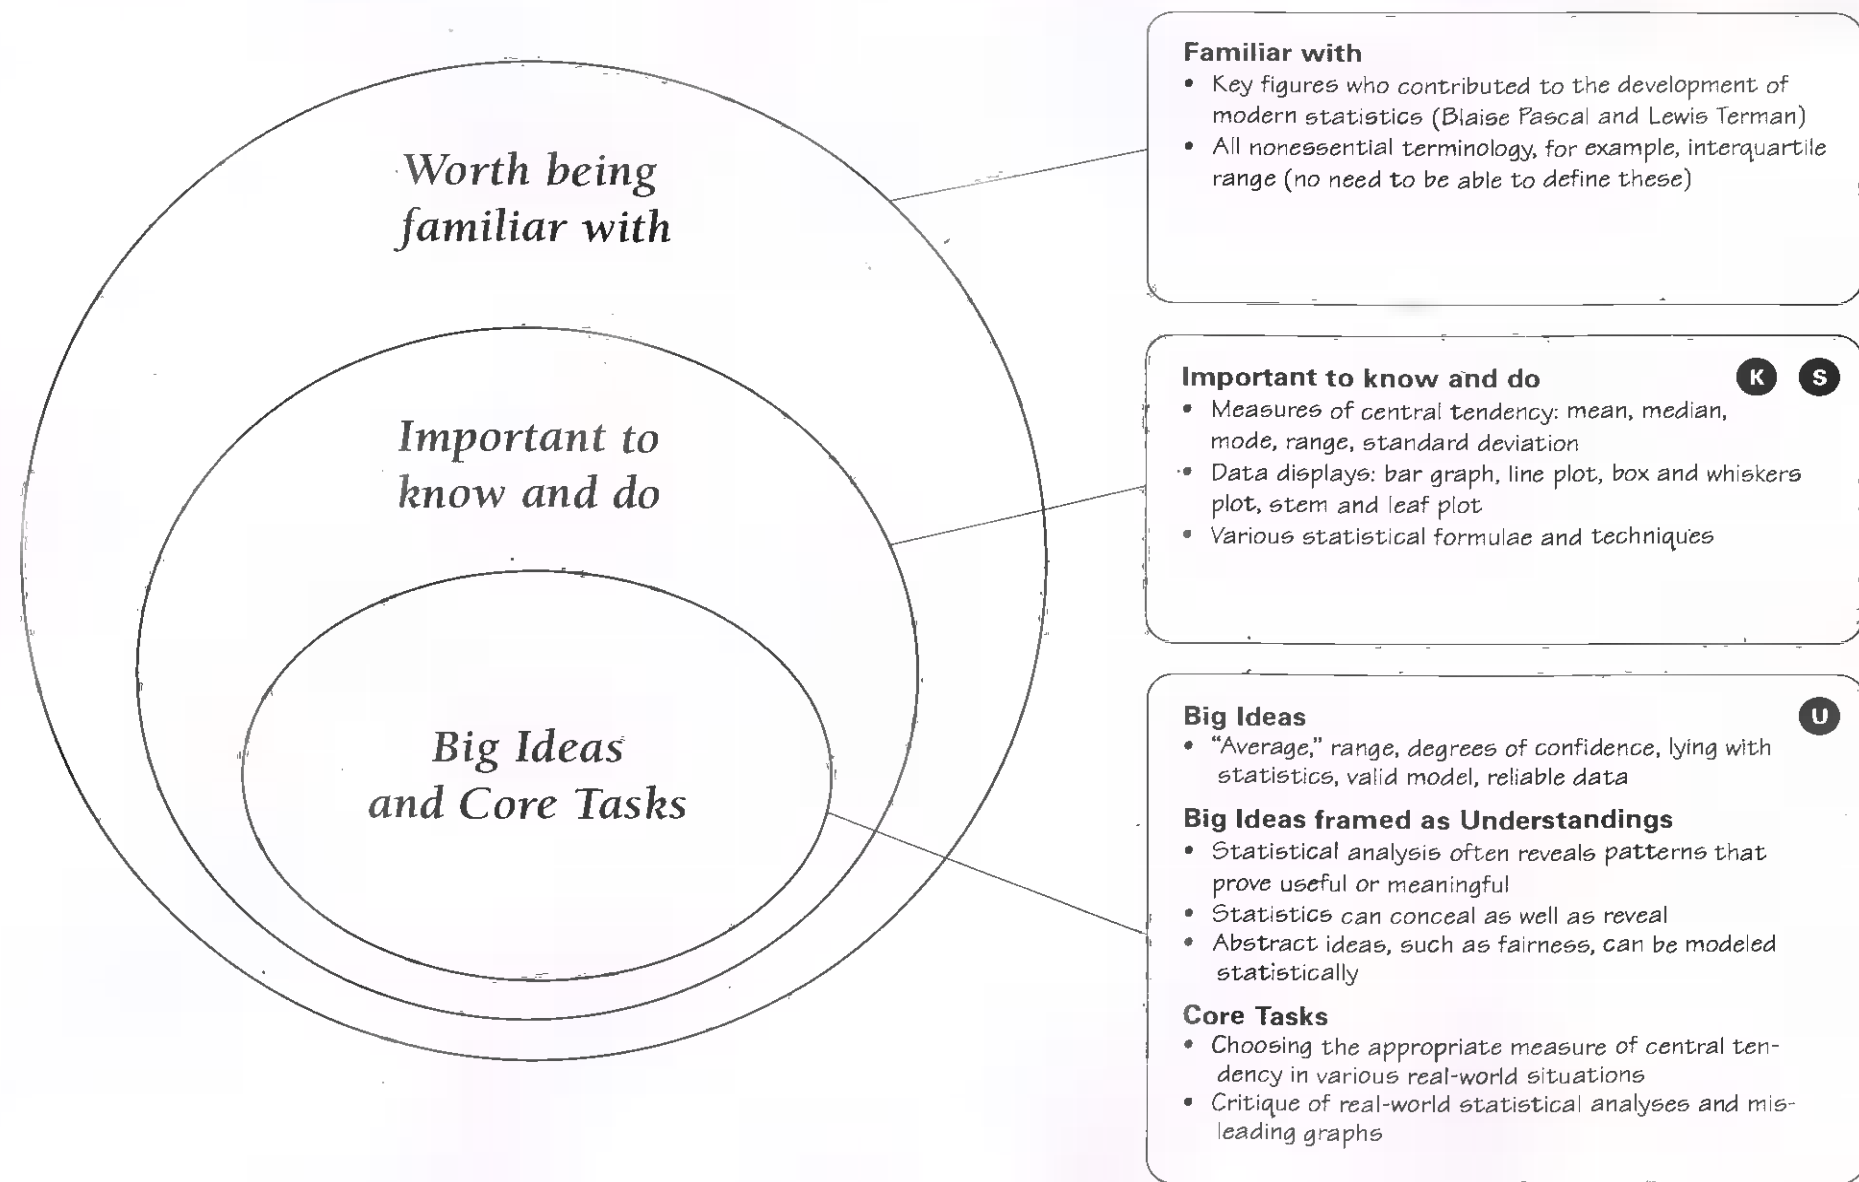 Worth being
familiar with
Important to
know and do
Big Ideas
and Core Tasks
Familiar with
• Key figures who contributed to the development of
modern statistics (Blaise Pascal and Lewis Terman)
• All nonessential terminology, for example, interquartile
range (no need to be able to define these)
Important to know and do K S
• Measures of central tendency: mean, median,
mode, range, standard deviation
• Data displays: bar graph, line plot, box and whiskers
plot, stem and leaf plot
• Various statistical formulae and techniques
Big Ideas U
• “Average,” range, degrees of confidence, lying with
statistics, valid model, reliable data
Big Ideas framed as Understandings
• Statistical analysis often reveals patterns that
prove useful or meaningful
• Statistics can conceal as well as reveal
• Abstract ideas, such as fairness, can be modeled
statistically
Core Tasks
• Choosing the appropriate measure of central ten-
dency in various real-world situations
• Critique of real-world statistical analyses and mis-
leading graphs